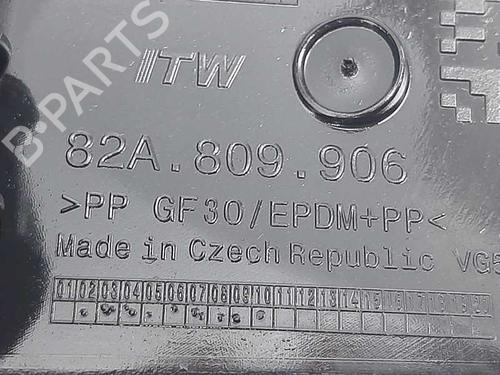 B-PARTS
ITW
82A.809.906
>PP GF30/EPDM+PP<
Made in Czech Republic VG5
01 02 03 04 05 06 07 08 09 10 11 12 13 14 15 16 17 18 19 20